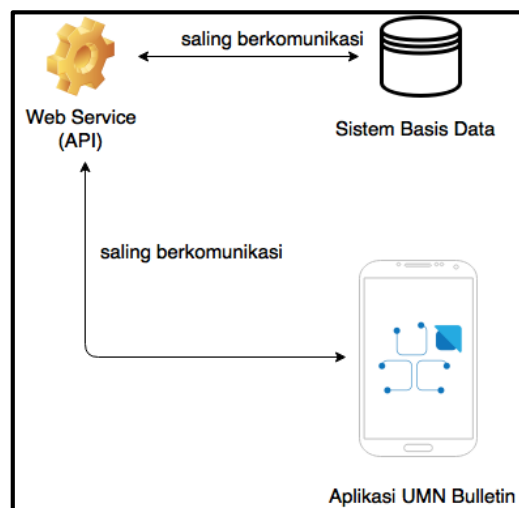 saling berkomunikasi
Web Service
(API)
Sistem Basis Data
saling berkomunikasi
Aplikasi UMN Bulletin